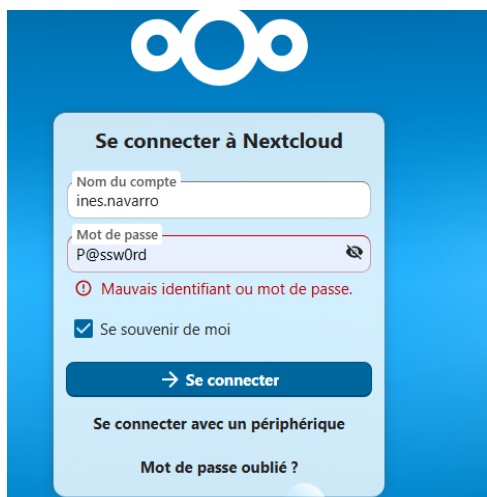 Se connecter à Nextcloud
Nom du compte
ines.navarro
Mot de passe
P@ssw0rd
Mauvais identifiant ou mot de passe.
Se souvenir de moi
Se connecter
Se connecter avec un périphérique
Mot de passe oublié ?